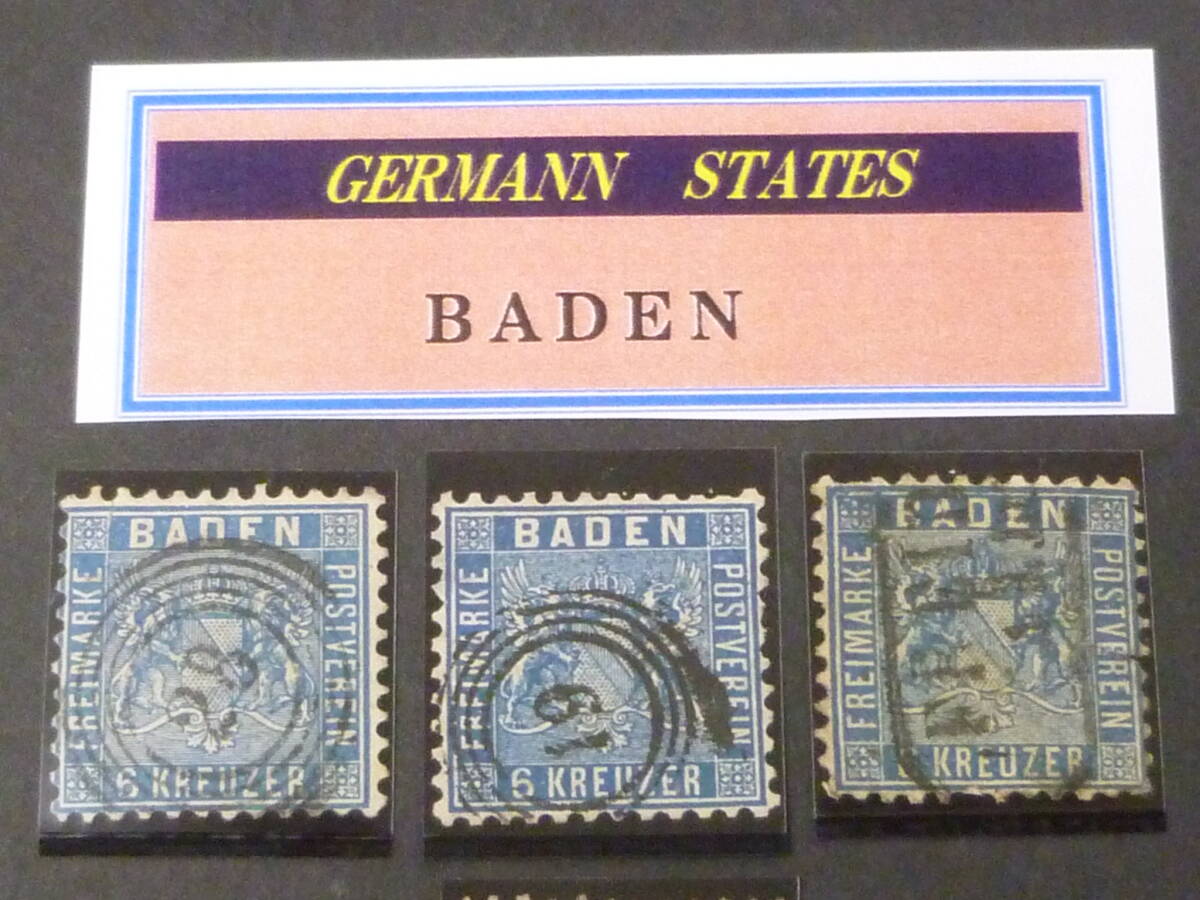 GERMANN STATES
BADEN
BADEN
FREIMARKE
POSTVEREIN
6 KREUZER
BADEN
FREIMARKE
POSTVEREIN
6 KREUZER
BADEN
FREIMARKE
POSTVEREIN
KREUZER